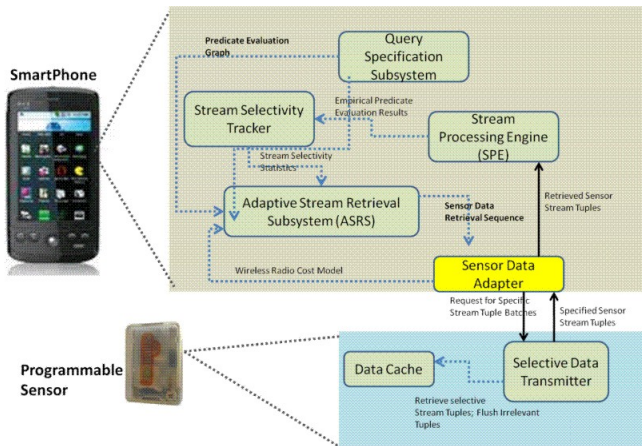 Predicate Evaluation
Graph
Query
Specification
Subsystem
SmartPhone
Stream Selectivity
Tracker
Empirical Predicate
Evaluation Results
Stream
Processing Engine
(SPE)
Stream Selectivity
Statistics
Adaptive Stream Retrieval
Subsystem (ASRS)
Sensor Data
Retrieval Sequence
Retrieved Sensor
Stream Tuples
Wireless Radio Cost Model
Sensor Data
Adapter
Request for Specific
Stream Tuple Batches
Specified Sensor
Stream Tuples
Programmable
Sensor
Data Cache
Selective Data
Transmitter
Retrieve selective
Stream Tuples; Flush Irrelevant
Tuples